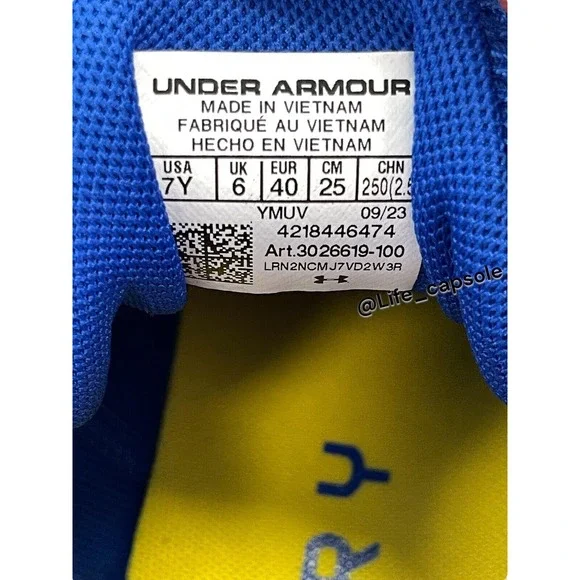 UNDER ARMOUR
MADE IN VIETNAM
FABRIQUÉ AU VIETNAM
HECHO EN VIETNAM
USA UK EUR CM CHN
7Y 6 40 25 250(2.5
YMUV 09/23
4218446474
Art.3026619-100
LRN2NCMJ7VD2W3R
@Life_capsole
RY